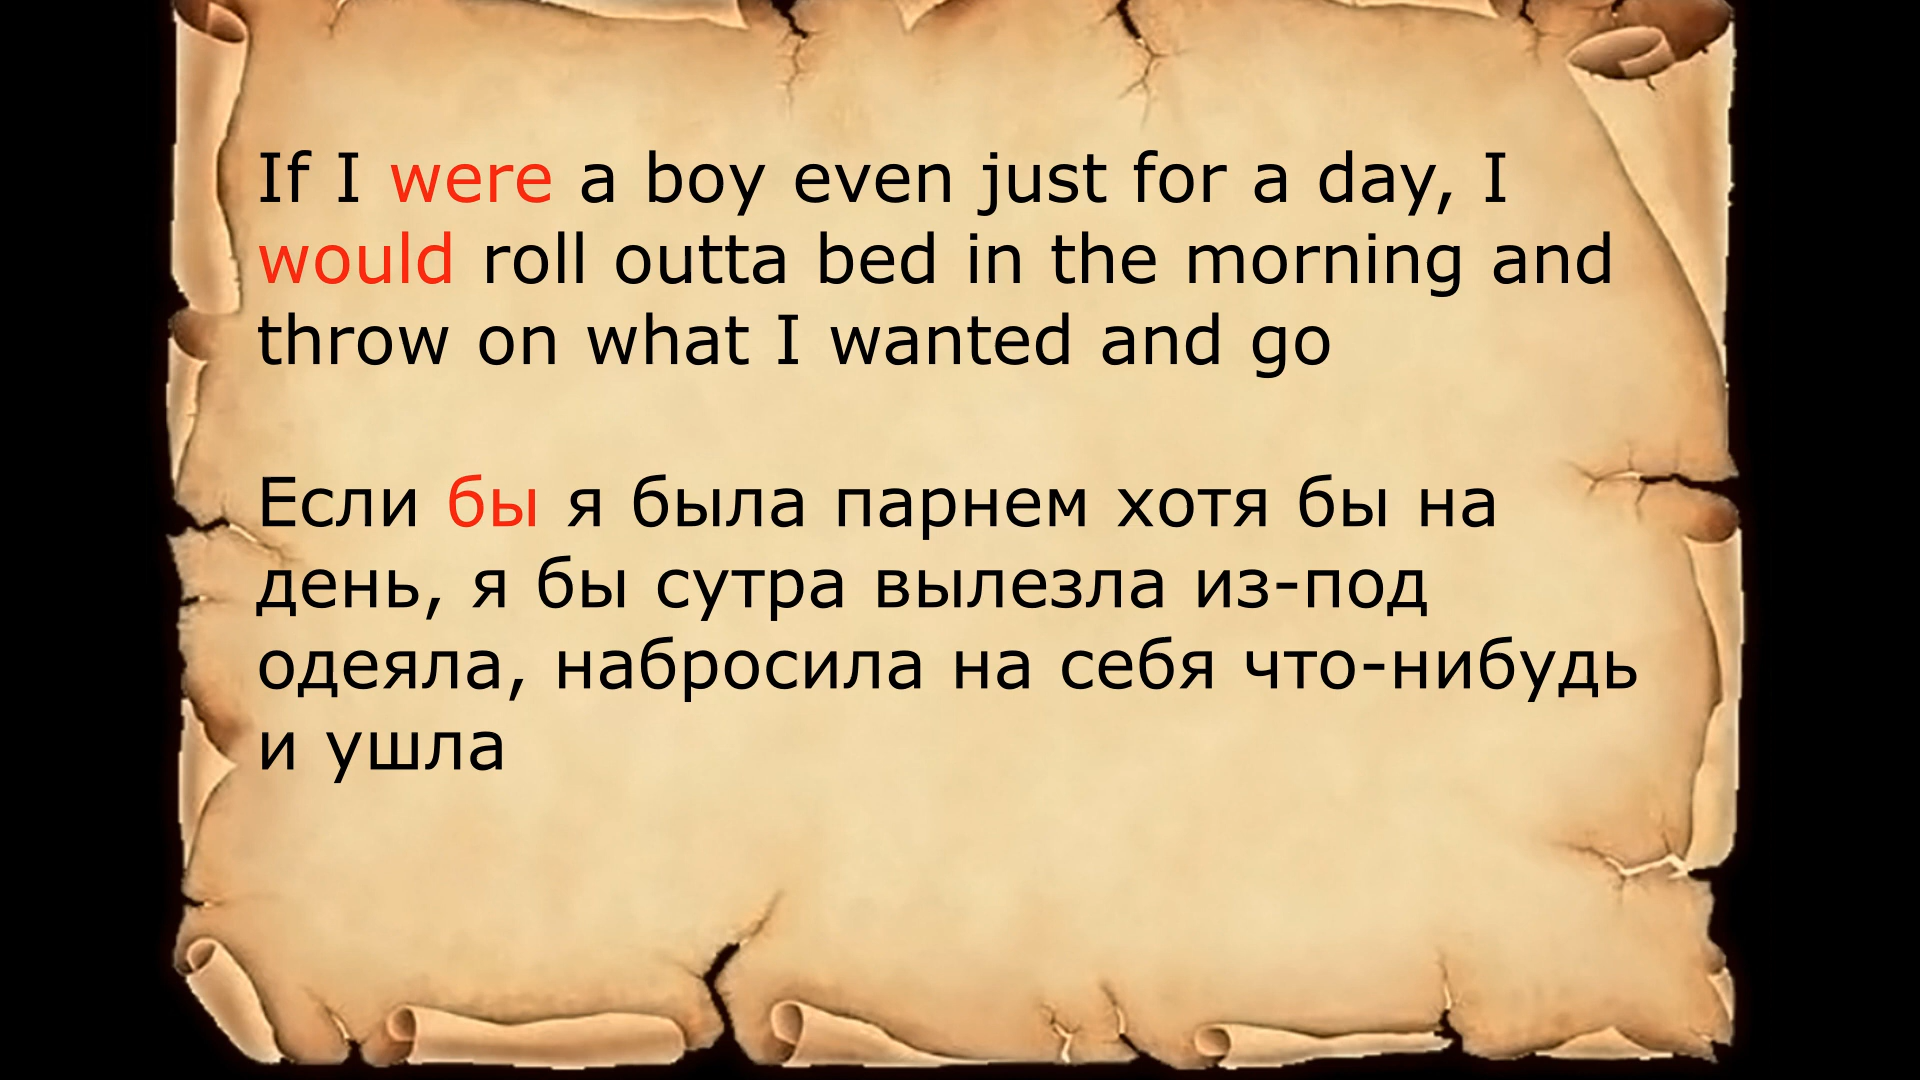 If I were a boy even just for a day, I
would roll outta bed in the morning and
throw on what I wanted and go
Если бы я была парнем хотя бы на
день, я бы сутра вылезла из-под
одеяла, набросила на себя что-нибудь
и ушла